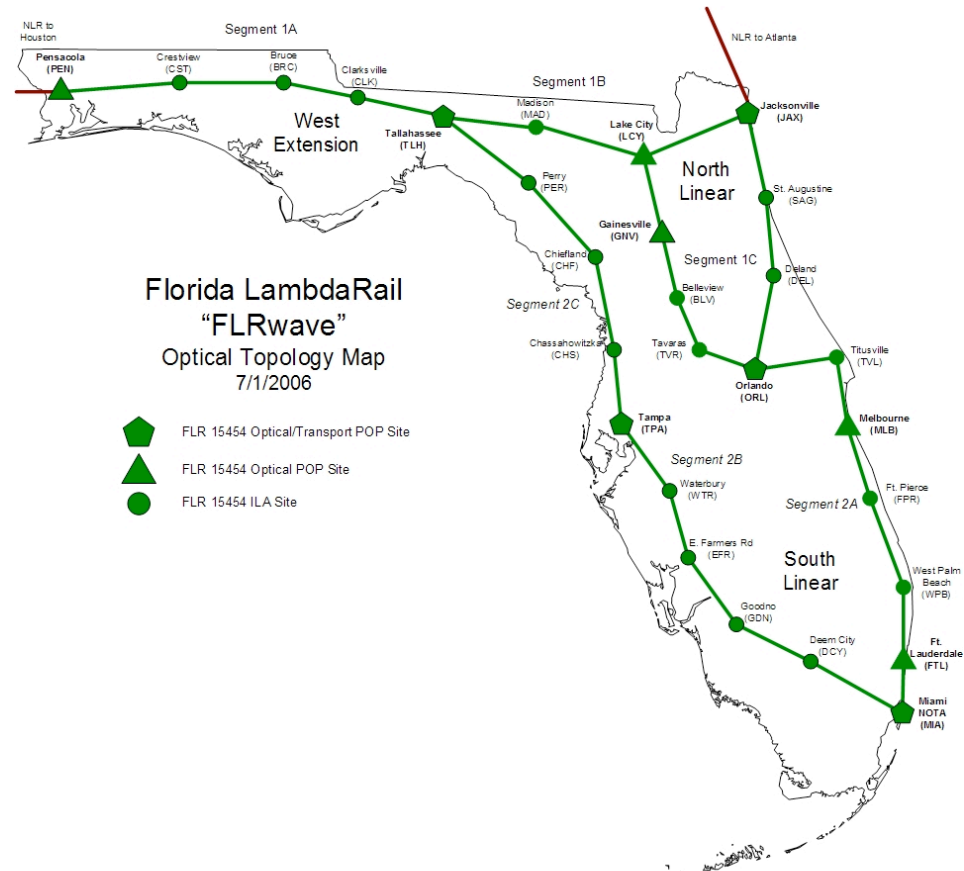 NLR to
Houston
Segment 1A
NLR to Atlanta
Pensacola
(PEN)
Crestview
(CST)
Bruce
(BRC)
Clarksville
(CLK)
Segment 1B
Madison
(MAD)
Lake City
(LCY)
Jacksonville
(JAX)
West
Extension
Tallahassee
(TLH)
North
Linear
Perry
(PER)
St. Augustine
(SAG)
Gainesville
(GNV)
Chiefland
(CHF)
Segment 1C
Deland
(DEL)
Florida LambdaRail
“FLRwave”
Optical Topology Map
7/1/2006
Segment 2C
Belleview
(BLV)
Chassahowitzka
(CHS)
Tavaras
(TVR)
Titusville
(TVL)
Orlando
(ORL)
Tampa
(TPA)
Melbourne
(MLB)
FLR 15454 Optical/Transport POP Site
FLR 15454 Optical POP Site
FLR 15454 ILA Site
Segment 2B
Waterbury
(WTR)
Segment 2A
Ft. Pierce
(FPR)
E. Farmers Rd
(EFR)
South
Linear
West Palm
Beach
(WPB)
Goodno
(GDN)
Deem City
(DCY)
Ft.
Lauderdale
(FTL)
Miami
NOTA
(MIA)